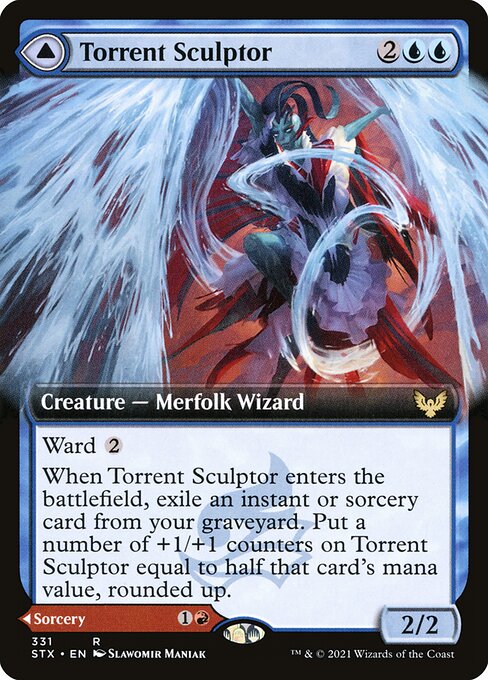 Torrent Sculptor 2
Creature — Merfolk Wizard
Ward 2
When Torrent Sculptor enters the
battlefield, exile an instant or sorcery
card from your graveyard. Put a
number of +1/+1 counters on Torrent
Sculptor equal to half that card's mana
value, rounded up.
Sorcery 1
2/2
331 R
STX • EN Slawomir Maniak
™ & © 2021 Wizards of the Coast